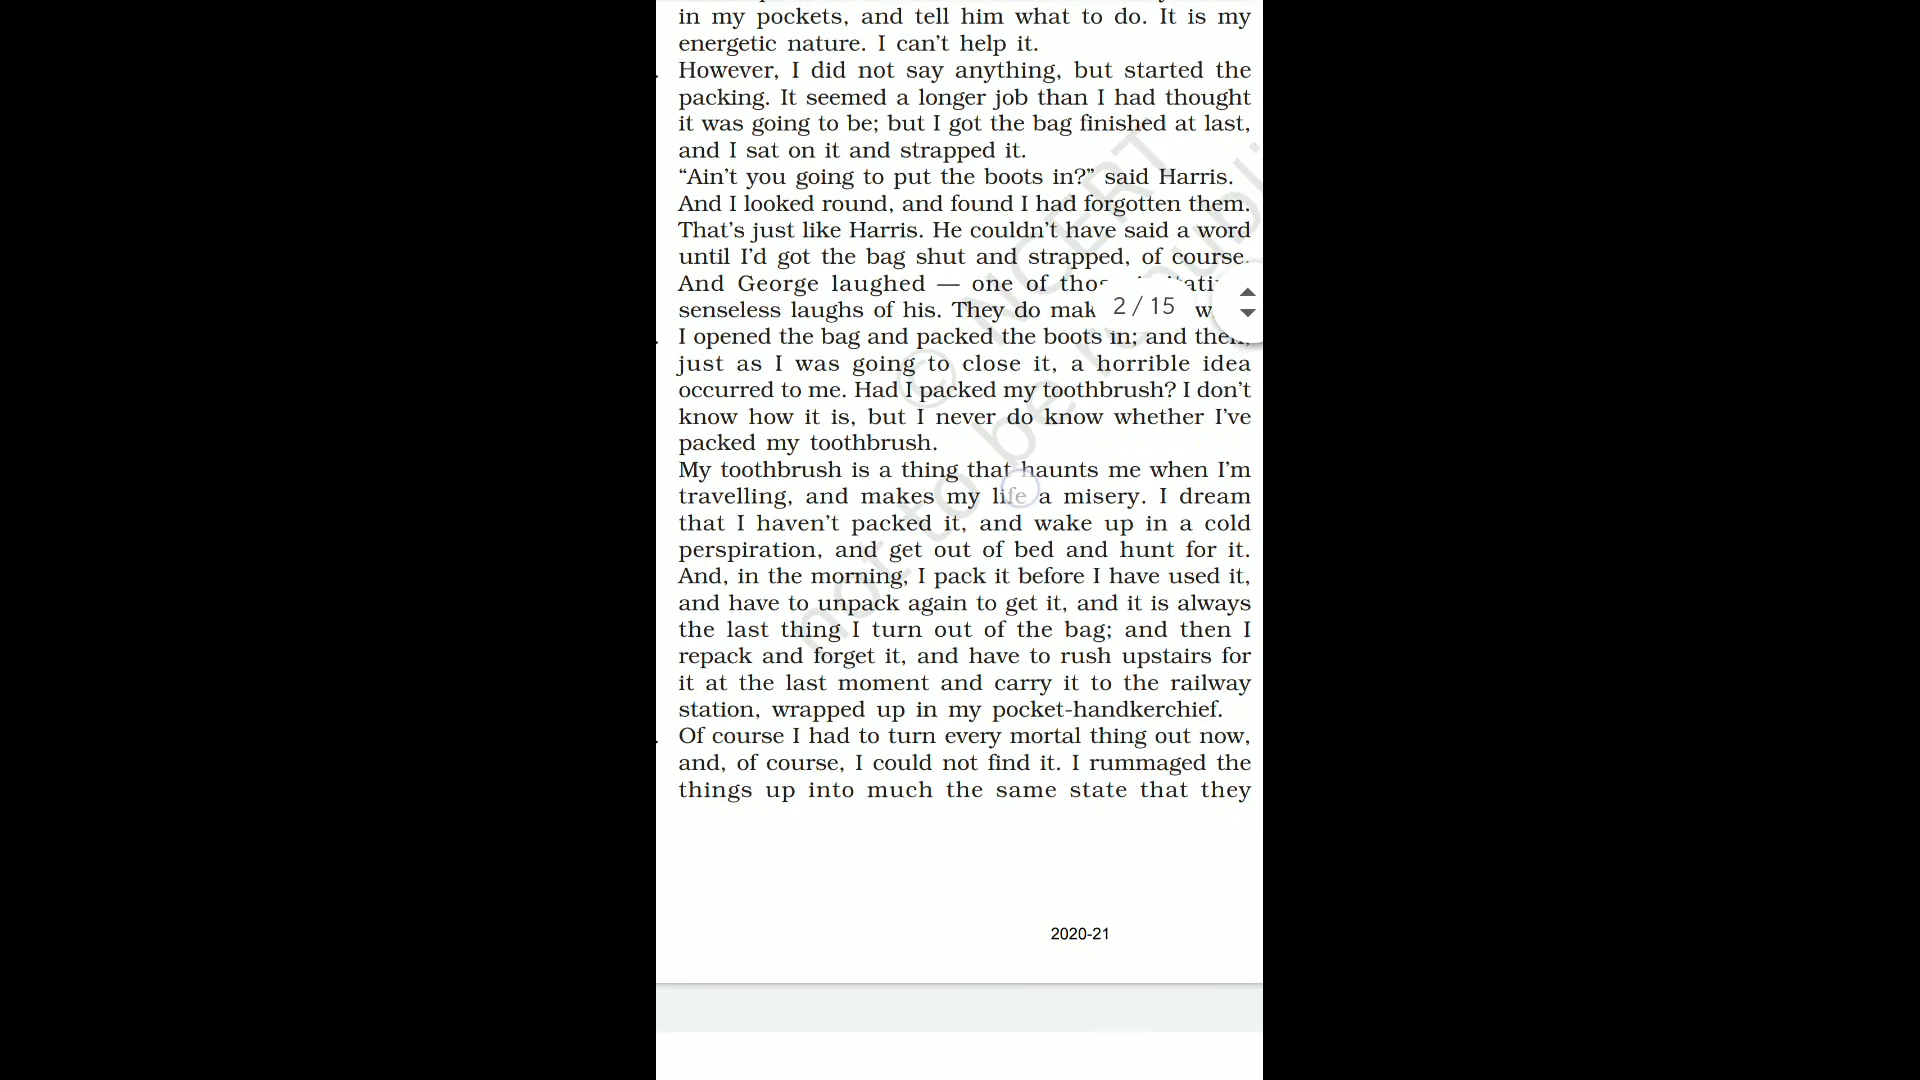 in my pockets, and tell him what to do. It is my
energetic nature. I can't help it.
However, I did not say anything, but started the
packing. It seemed a longer job than I had thought
it was going to be; but I got the bag finished at last,
and I sat on it and strapped it.
“Ain't you going to put the boots in?” said Harris.
And I looked round, and found I had forgotten them.
That's just like Harris. He couldn't have said a word
until I'd got the bag shut and strapped, of course.
And George laughed — one of
senseless laughs of his. They do
2 / 15
I opened the bag and packed the boots in; and then,
just as I was going to close it, a horrible idea
occurred to me. Had I packed my toothbrush? I don't
know how it is, but I never do know whether I've
packed my toothbrush.
My toothbrush is a thing that haunts me when I'm
travelling, and makes my life a misery. I dream
that I haven't packed it, and wake up in a cold
perspiration, and get out of bed and hunt for it.
And, in the morning, I pack it before I have used it,
and have to unpack again to get it, and it is always
the last thing I turn out of the bag; and then I
repack and forget it, and have to rush upstairs for
it at the last moment and carry it to the railway
station, wrapped up in my pocket-handkerchief.
Of course I had to turn every mortal thing out now,
and, of course, I could not find it. I rummaged the
things up into much the same state that they
© NCERT
not to be
2020-21